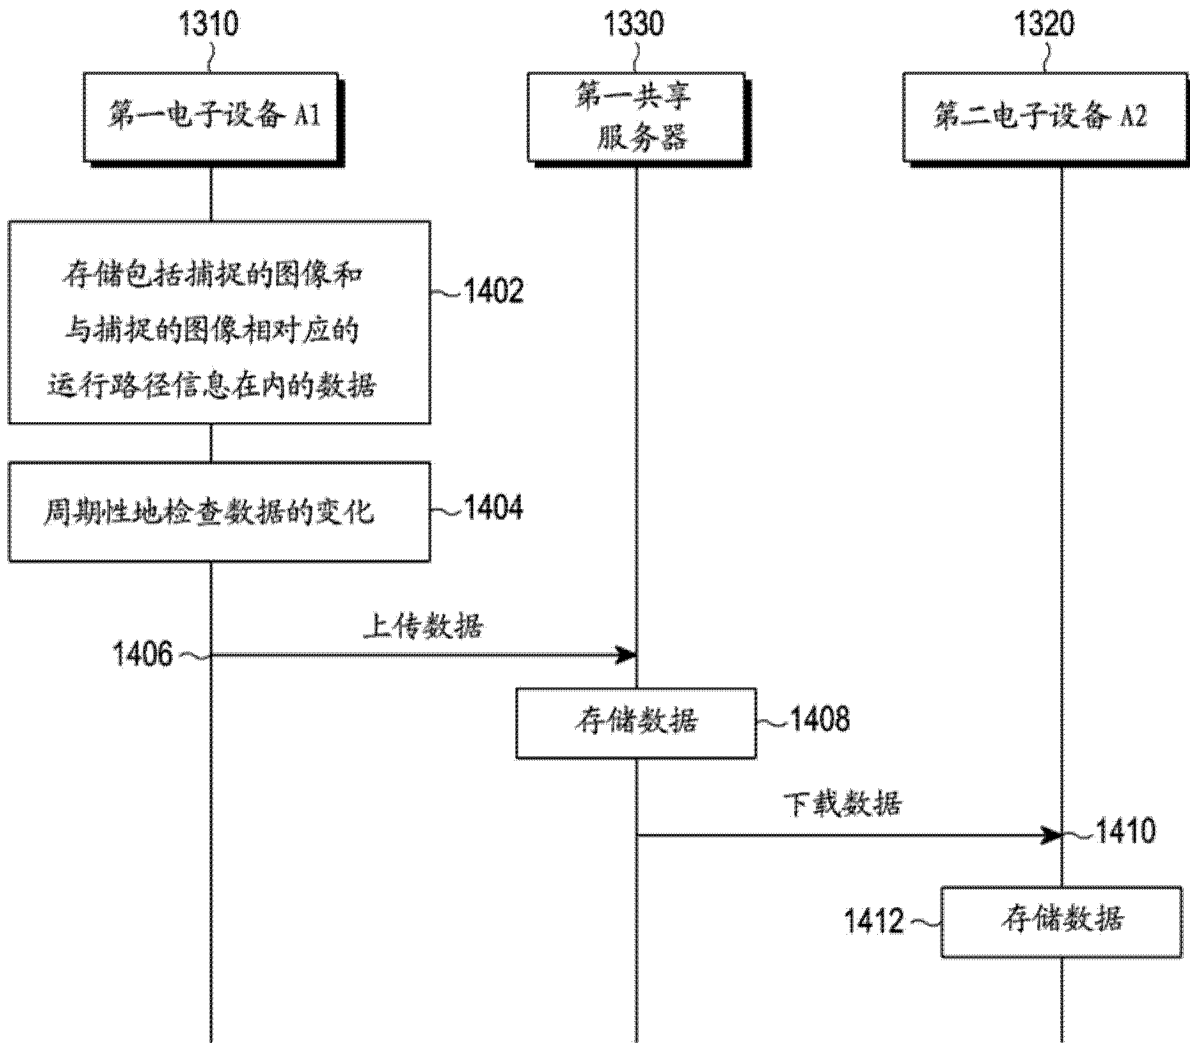 1310
1330
1320
第一电子设备 A1
第一共享
服务器
第二电子设备 A2
存储包括捕捉的图像和
与捕捉的图像相对应的
运行路径信息在内的数据
1402
周期性地检查数据的变化
1404
上传数据
1406
存储数据
1408
下载数据
1410
存储数据
1412